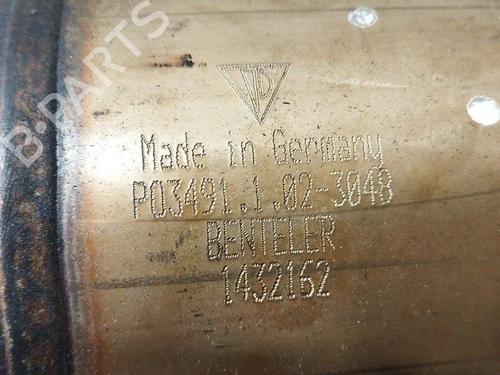 B-PARTS
Made in Germany
P03491.1.02-3048
BENTELER
1432162